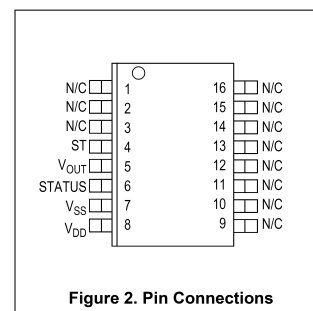 N/C 1 16 N/C
N/C 2 15 N/C
N/C 3 14 N/C
ST 4 13 N/C
VOUT 5 12 N/C
STATUS 6 11 N/C
VSS 7 10 N/C
VDD 8 9 N/C
Figure 2. Pin Connections